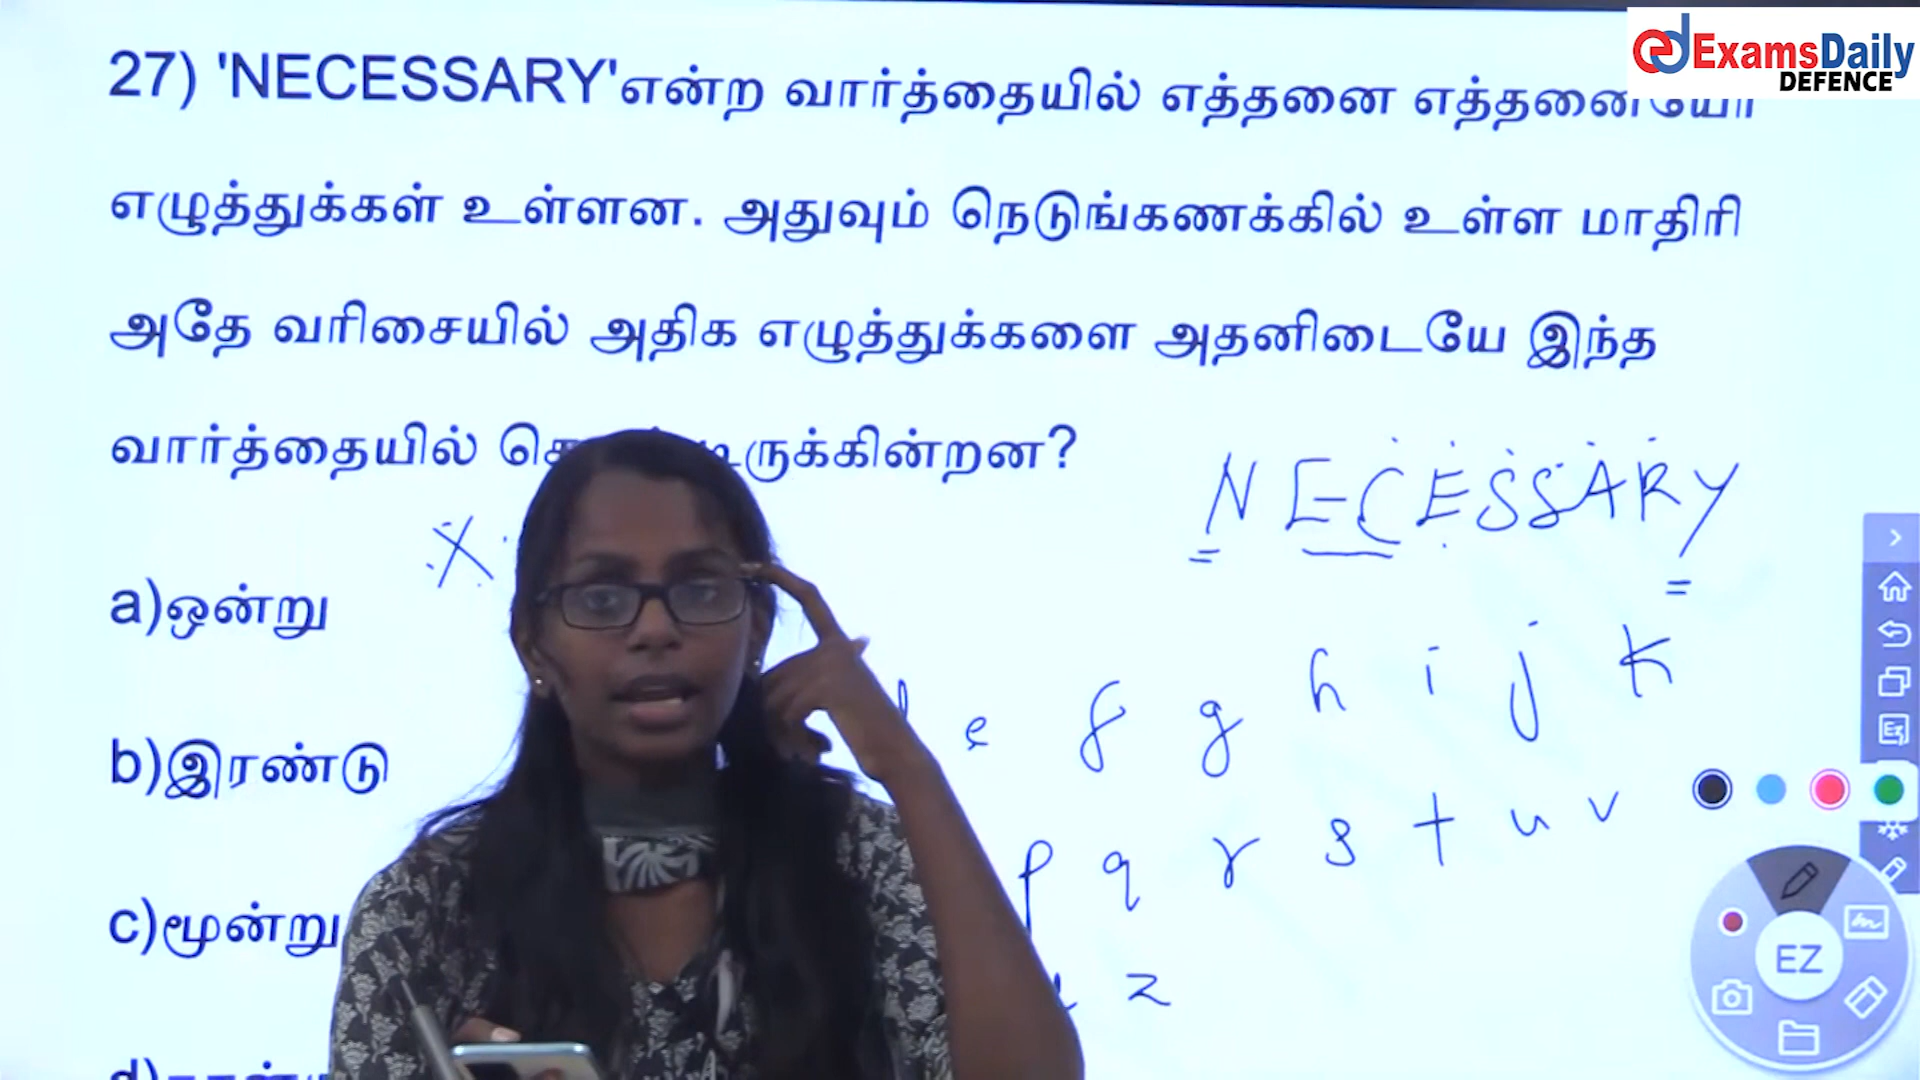 ExamsDaily
DEFENCE
27) 'NECESSARY'என்ற வார்த்தையில் எத்தனை எத்தனையோ
எழுத்துக்கள் உள்ளன. அதுவும் நெடுங்கணக்கில் உள்ள மாதிரி
அதே வரிசையில் அதிக எழுத்துக்களை அதனிடையே இந்த
வார்த்தையில்
NECESSARY
X
a)ஒன்று
e f g h i j k
b)இரண்டு
p q r s t u v
c)மூன்று
z
EZ